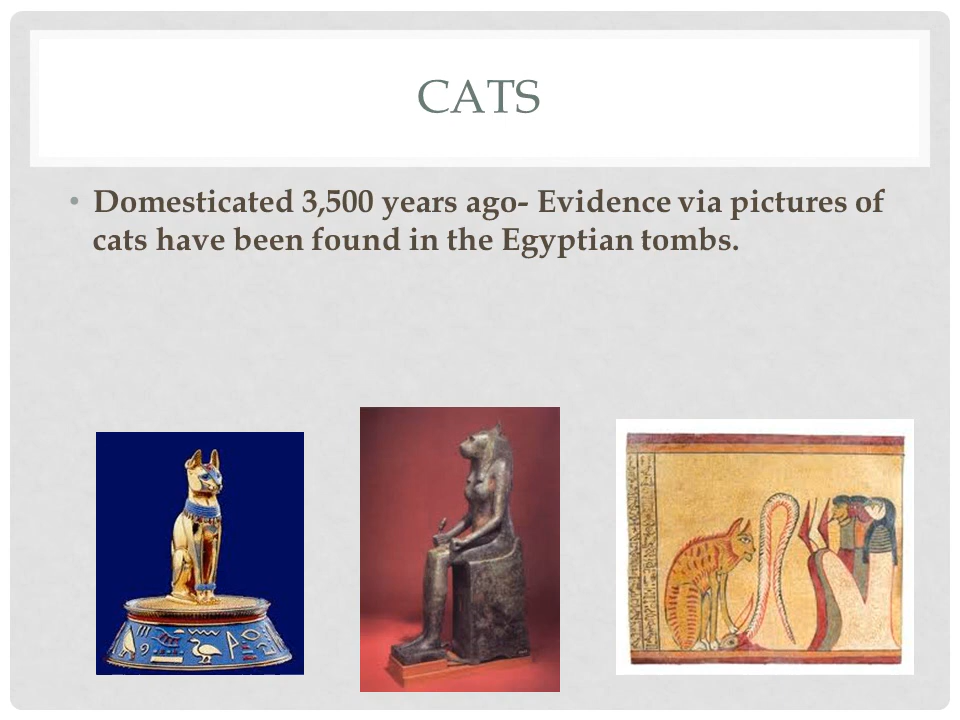 CATS
• Domesticated 3,500 years ago- Evidence via pictures of
cats have been found in the Egyptian tombs.